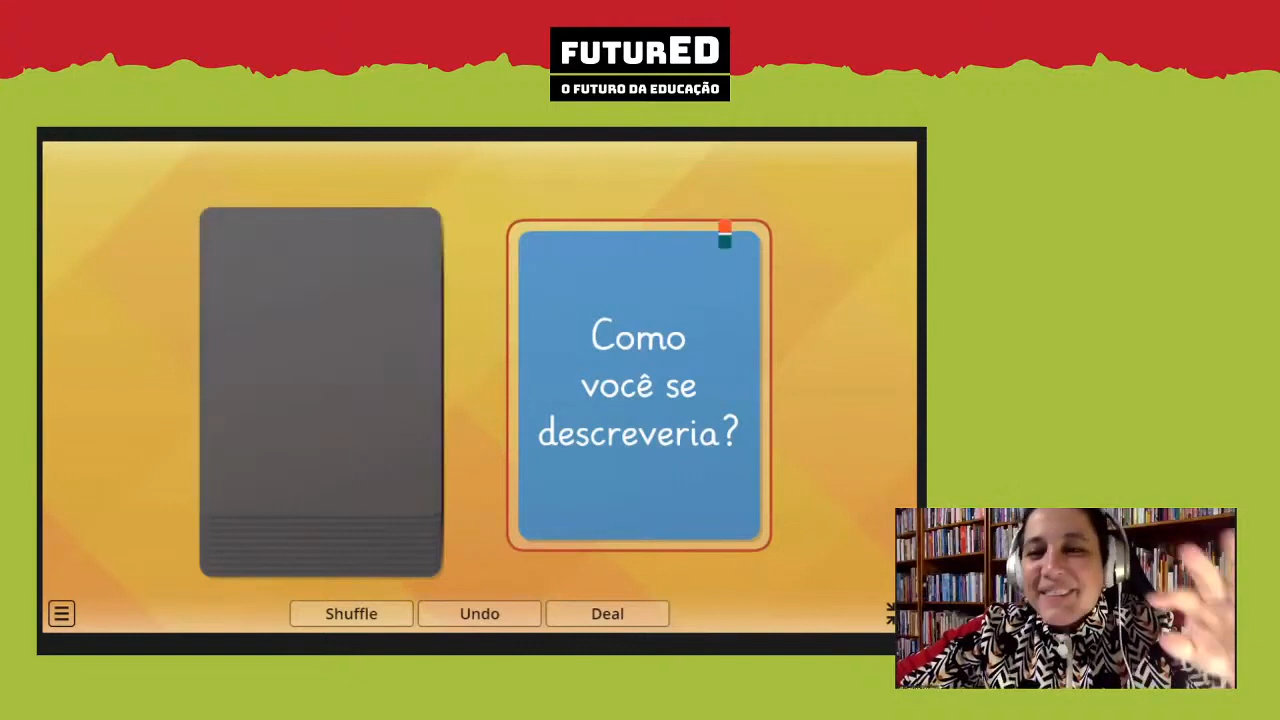 FUTURED
O FUTURO DA EDUCAÇÃO
Como
você se
descreveria?
Shuffle
Undo
Deal